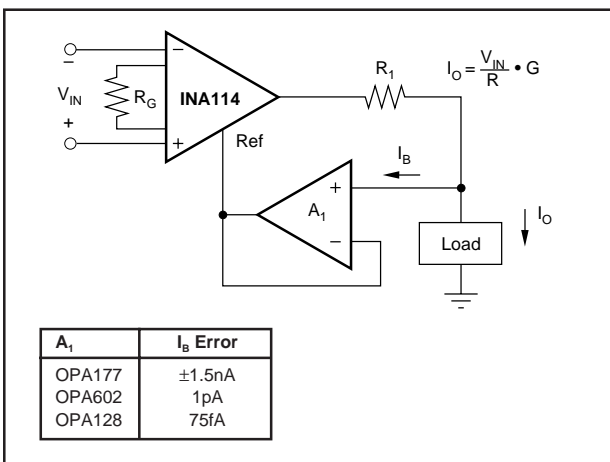 −
V_IN
+
R_G
−
INA114
+
Ref
R_1
I_O = V_IN / R • G
I_B
+
A_1
−
Load
I_O
A_1 I_B Error
OPA177 ±1.5nA
OPA602 1pA
OPA128 75fA